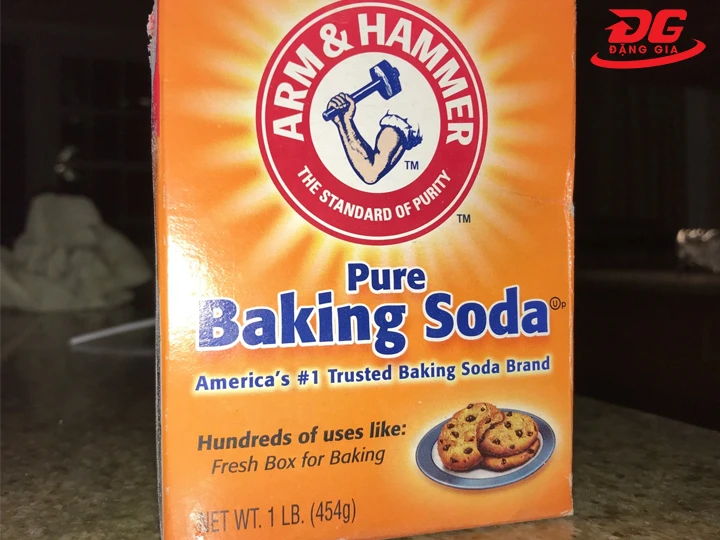 ĐG
ĐẶNG GIA
ARM & HAMMER
TM
THE STANDARD OF PURITY
TM
Pure
Baking Soda
U P
America's #1 Trusted Baking Soda Brand
Hundreds of uses like:
Fresh Box for Baking
NET WT. 1 LB. (454g)